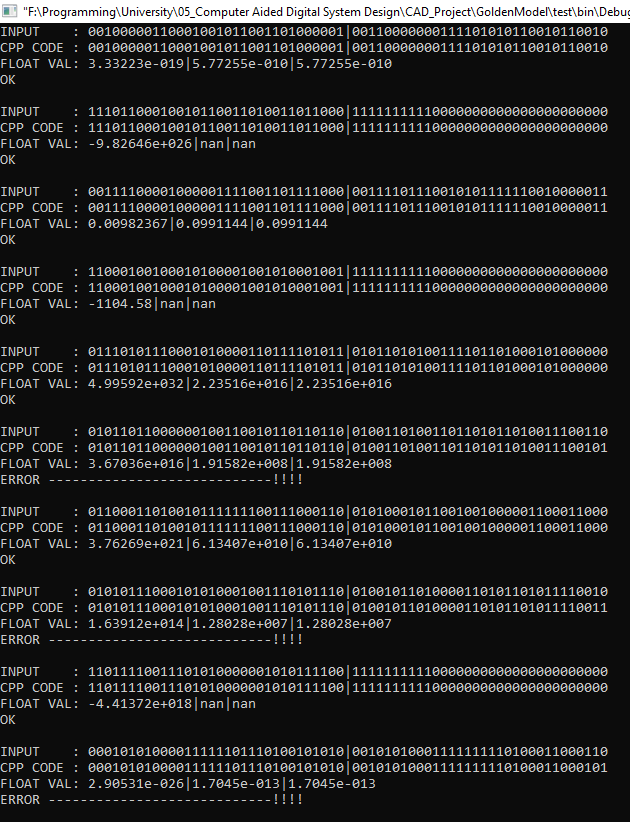 "F:\Programming\University\05_Computer Aided Digital System Design\CAD_Project\GoldenModel\test\bin\Debug
INPUT    : 00100000110001001011001101000001|00110000000111101010110010110010
CPP CODE : 00100000110001001011001101000001|00110000000111101010110010110010
FLOAT VAL: 3.33223e-019|5.77255e-010|5.77255e-010
OK
INPUT    : 11101100010010110011010011011000|11111111110000000000000000000000
CPP CODE : 11101100010010110011010011011000|11111111110000000000000000000000
FLOAT VAL: -9.82646e+026|nan|nan
OK
INPUT    : 00111100001000001111001101111000|00111101110010101111110010000011
CPP CODE : 00111100001000001111001101111000|00111101110010101111110010000011
FLOAT VAL: 0.00982367|0.0991144|0.0991144
OK
INPUT    : 11000100100010100001001010001001|11111111110000000000000000000000
CPP CODE : 11000100100010100001001010001001|11111111110000000000000000000000
FLOAT VAL: -1104.58|nan|nan
OK
INPUT    : 01110101110001010000110111101011|01011010100111101101000101000000
CPP CODE : 01110101110001010000110111101011|01011010100111101101000101000000
FLOAT VAL: 4.99592e+032|2.23516e+016|2.23516e+016
OK
INPUT    : 01011011000000100110010110110110|01001101001101101011010011100110
CPP CODE : 01011011000000100110010110110110|01001101001101101011010011100101
FLOAT VAL: 3.67036e+016|1.91582e+008|1.91582e+008
ERROR ----------------------------!!!!
INPUT    : 01100011010010111111100111000110|01010001011001001000001100011000
CPP CODE : 01100011010010111111100111000110|01010001011001001000001100011000
FLOAT VAL: 3.76269e+021|6.13407e+010|6.13407e+010
OK
INPUT    : 01010111000101010001001110101110|01001011010000110101101011110010
CPP CODE : 01010111000101010001001110101110|01001011010000110101101011110011
FLOAT VAL: 1.63912e+014|1.28028e+007|1.28028e+007
ERROR ----------------------------!!!!
INPUT    : 11011110011101010000001010111100|11111111110000000000000000000000
CPP CODE : 11011110011101010000001010111100|11111111110000000000000000000000
FLOAT VAL: -4.41372e+018|nan|nan
OK
INPUT    : 00010101000011111101110100101010|00101010001111111110100011000110
CPP CODE : 00010101000011111101110100101010|00101010001111111110100011000101
FLOAT VAL: 2.90531e-026|1.7045e-013|1.7045e-013
ERROR ----------------------------!!!!